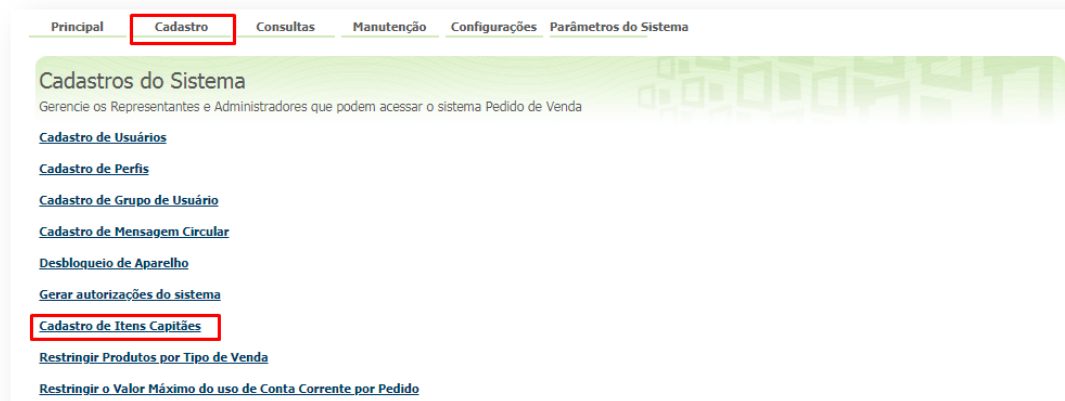 Principal Cadastro Consultas Manutenção Configurações Parâmetros do Sistema
Cadastros do Sistema
Gerencie os Representantes e Administradores que podem acessar o sistema Pedido de Venda
Cadastro de Usuários
Cadastro de Perfis
Cadastro de Grupo de Usuário
Cadastro de Mensagem Circular
Desbloqueio de Aparelho
Gerar autorizações do sistema
Cadastro de Itens Capitães
Restringir Produtos por Tipo de Venda
Restringir o Valor Máximo do uso de Conta Corrente por Pedido